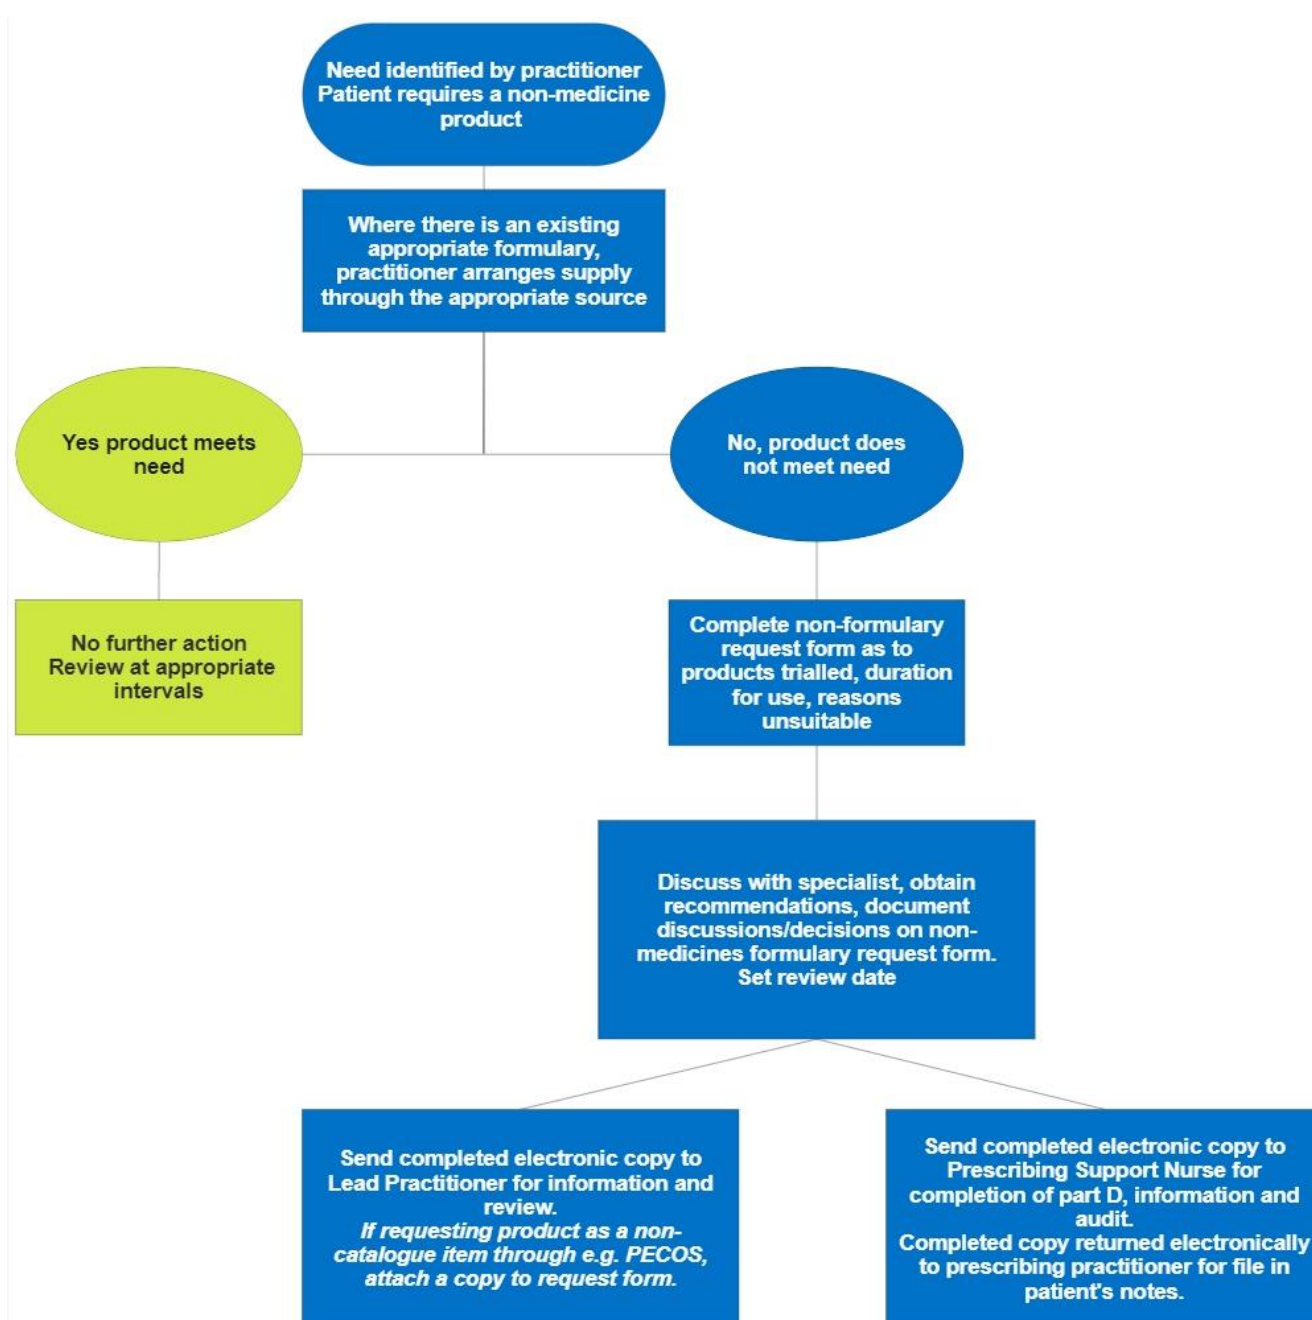 Need identified by practitioner
Patient requires a non-medicine
product
Where there is an existing
appropriate formulary,
practitioner arranges supply
through the appropriate source
Yes product meets
need
No, product does
not meet need
No further action
Review at appropriate
intervals
Complete non-formulary
request form as to
products trialled, duration
for use, reasons
unsuitable
Discuss with specialist, obtain
recommendations, document
discussions/decisions on non-
medicines formulary request form.
Set review date
Send completed electronic copy to
Lead Practitioner for information and
review.
If requesting product as a non-
catalogue item through e.g. PECOS,
attach a copy to request form.
Send completed electronic copy to
Prescribing Support Nurse for
completion of part D, information and
audit.
Completed copy returned electronically
to prescribing practitioner for file in
patient's notes.